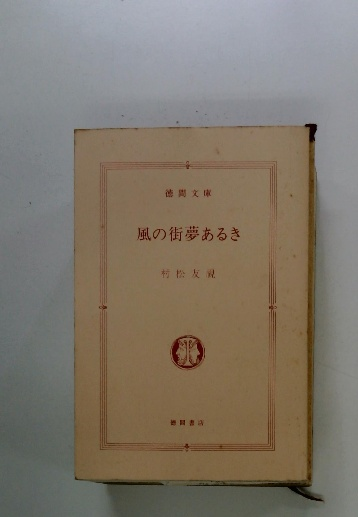 徳間文庫
風の街夢あるき
村松友視
徳間書店